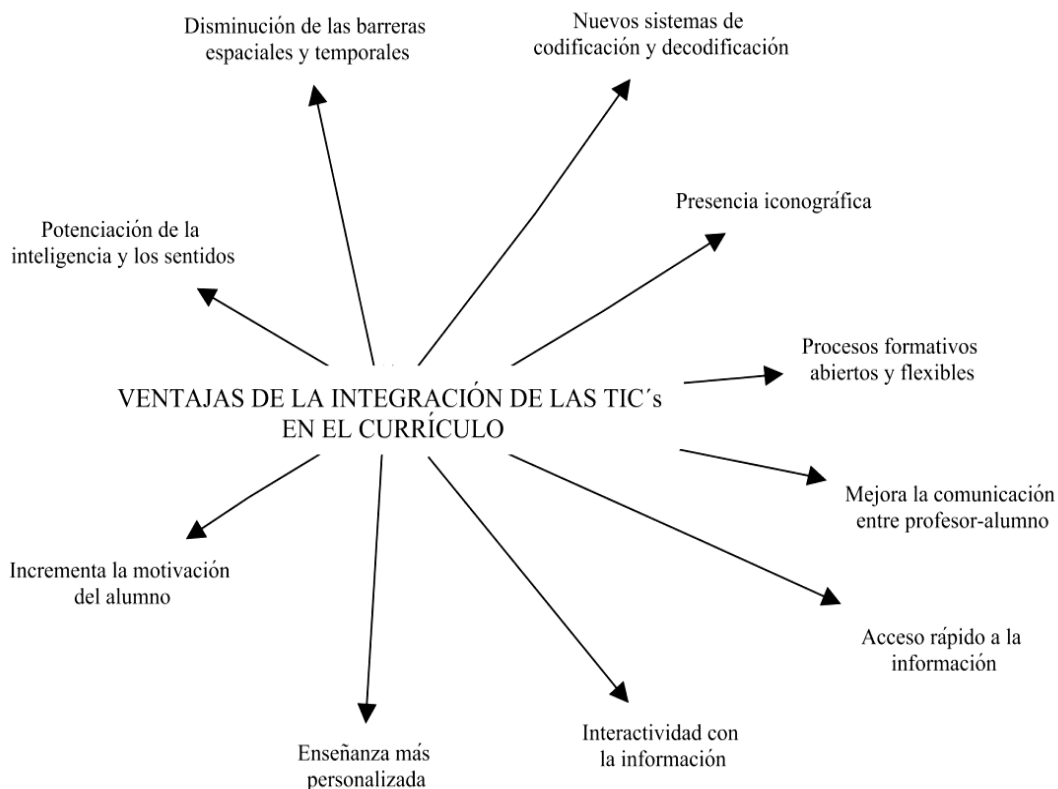 Disminución de las barreras
espaciales y temporales
Nuevos sistemas de
codificación y decodificación
Potenciación de la
inteligencia y los sentidos
Presencia iconográfica
Procesos formativos
abiertos y flexibles
VENTAJAS DE LA INTEGRACIÓN DE LAS TIC´s
EN EL CURRÍCULO
Mejora la comunicación
entre profesor-alumno
Incrementa la motivación
del alumno
Acceso rápido a la
información
Interactividad con
la información
Enseñanza más
personalizada